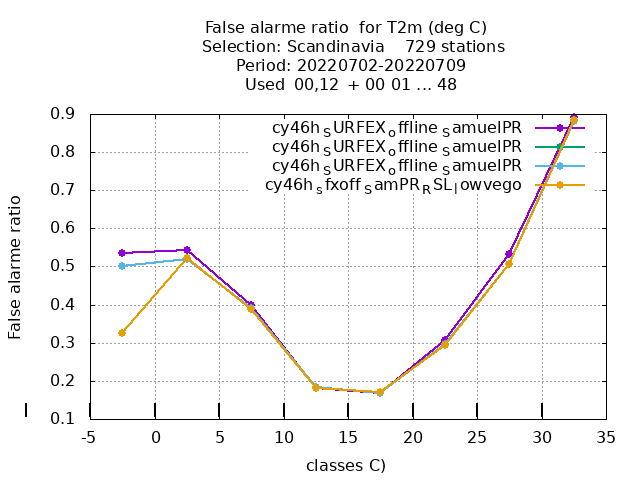 False alarme ratio  for T2m (deg C)
Selection: Scandinavia    729 stations
Period: 20220702-20220709
Used  00,12  + 00 01 ... 48
cy46h_SURFEX_offline_SamuelPR
cy46h_SURFEX_offline_SamuelPR
cy46h_SURFEX_offline_SamuelPR
cy46h_sfxoff_SamPR_RSL_lowvego
False alarme ratio
0.9
0.8
0.7
0.6
0.5
0.4
0.3
0.2
0.1
-5 0 5 10 15 20 25 30 35
classes C)